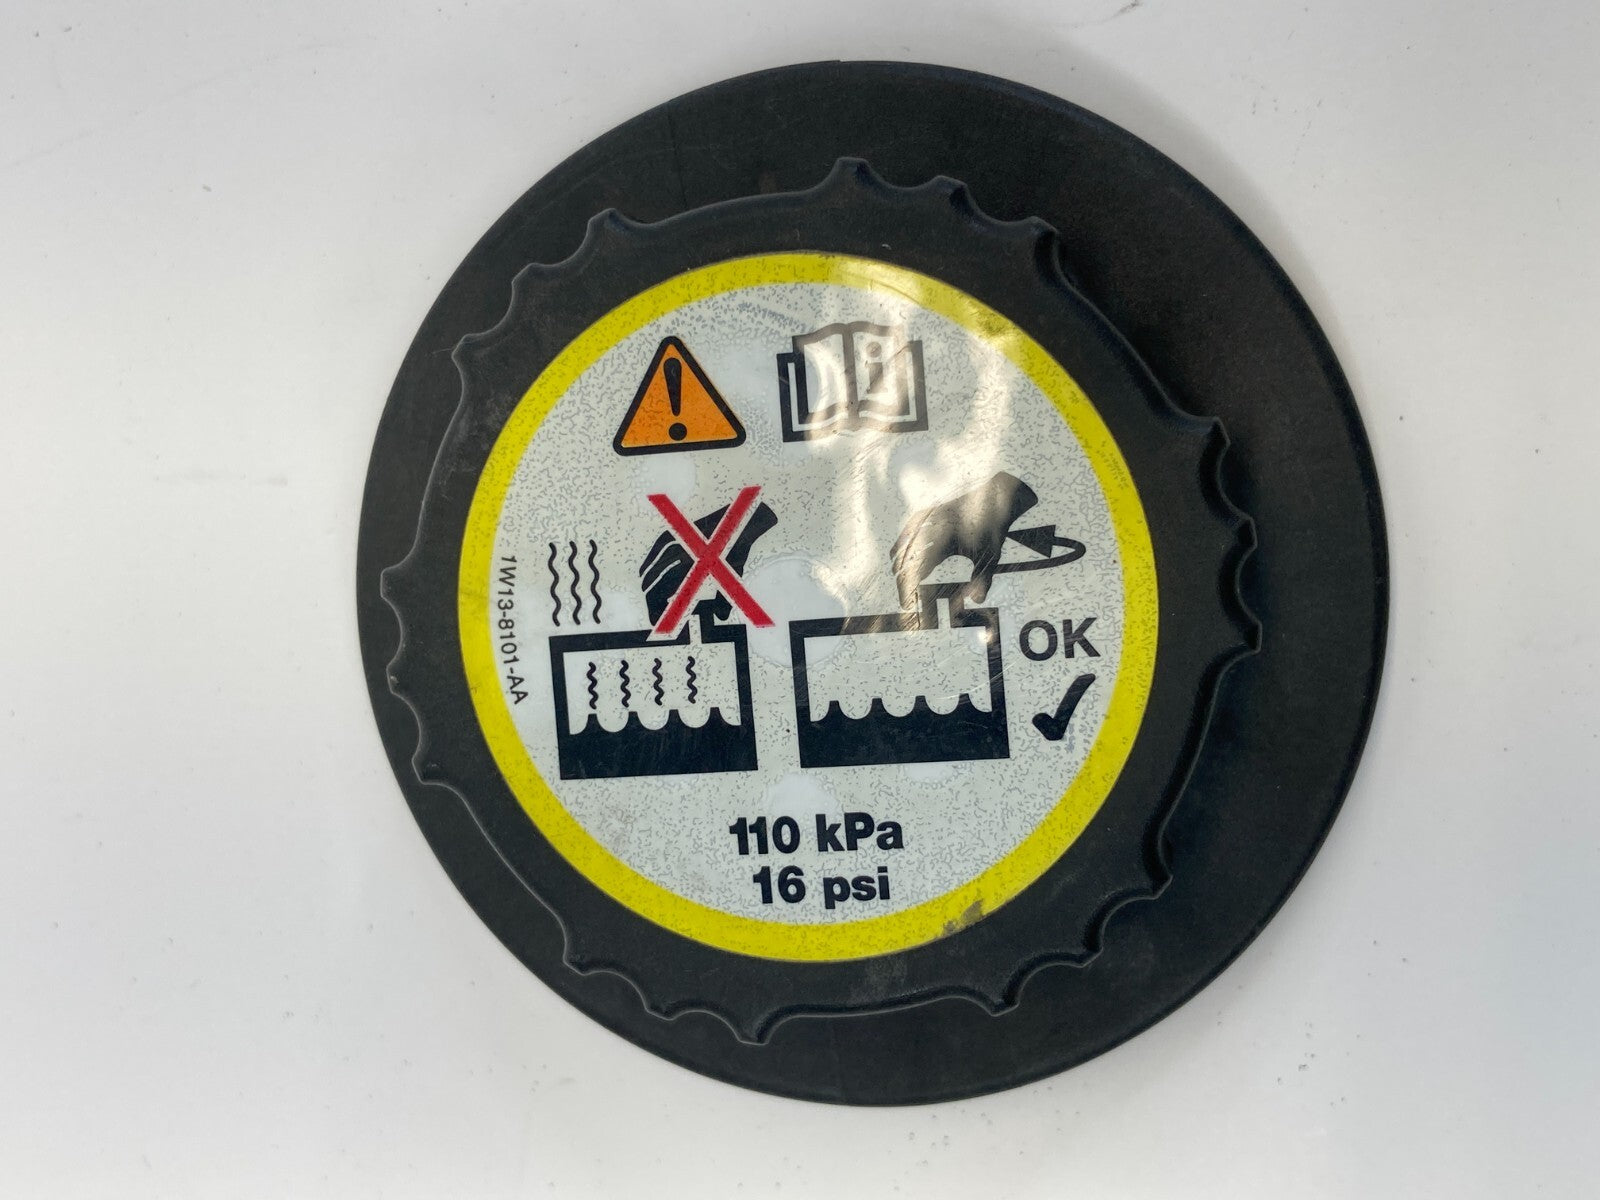 i
1W13-8101-AA
OK
110 kPa
16 psi